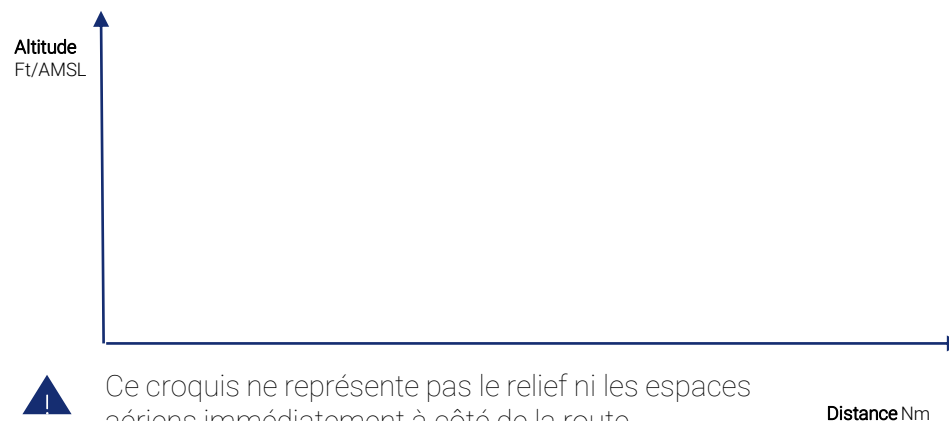 Altitude
Ft/AMSL
Ce croquis ne représente pas le relief ni les espaces
aériens immédiatement à côté de la route
Distance Nm